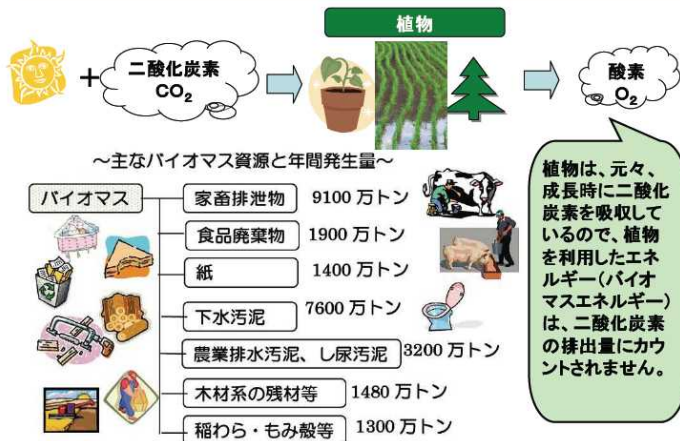 植物
+
二酸化炭素
CO₂
酸素
O₂
植物は、元々、
成長時に二酸化
炭素を吸収して
いるので、植物
を利用したエネ
ルギー(バイオ
マスエネルギー)
は、二酸化炭素
の排出量にカウ
ントされません。
~主なバイオマス資源と年間発生量~
バイオマス
家畜排泄物 9100 万トン
食品廃棄物 1900 万トン
紙 1400 万トン
下水汚泥 7600 万トン
農業排水汚泥、し尿汚泥 3200 万トン
木材系の残材等 1480 万トン
稲わら・もみ殻等 1300 万トン